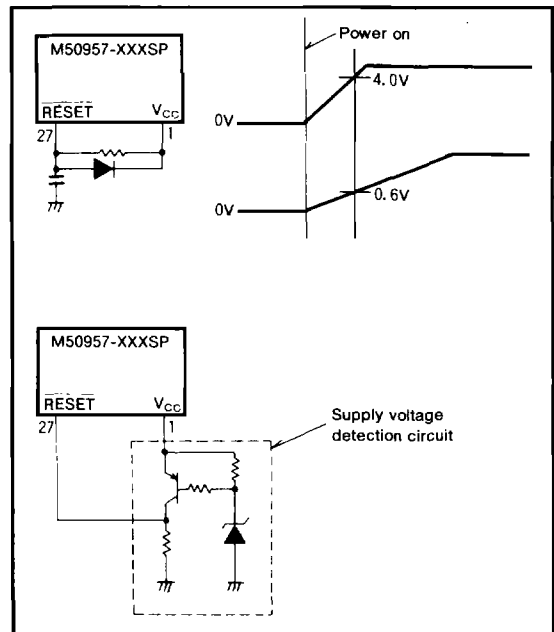 M50957-XXXSP
RESET
VCC
27
1
Power on
4.0V
0V
0.6V
0V
M50957-XXXSP
RESET
VCC
27
1
Supply voltage
detection circuit